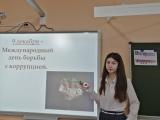 9 декабря –
Международный
день борьбы
с коррупцией.